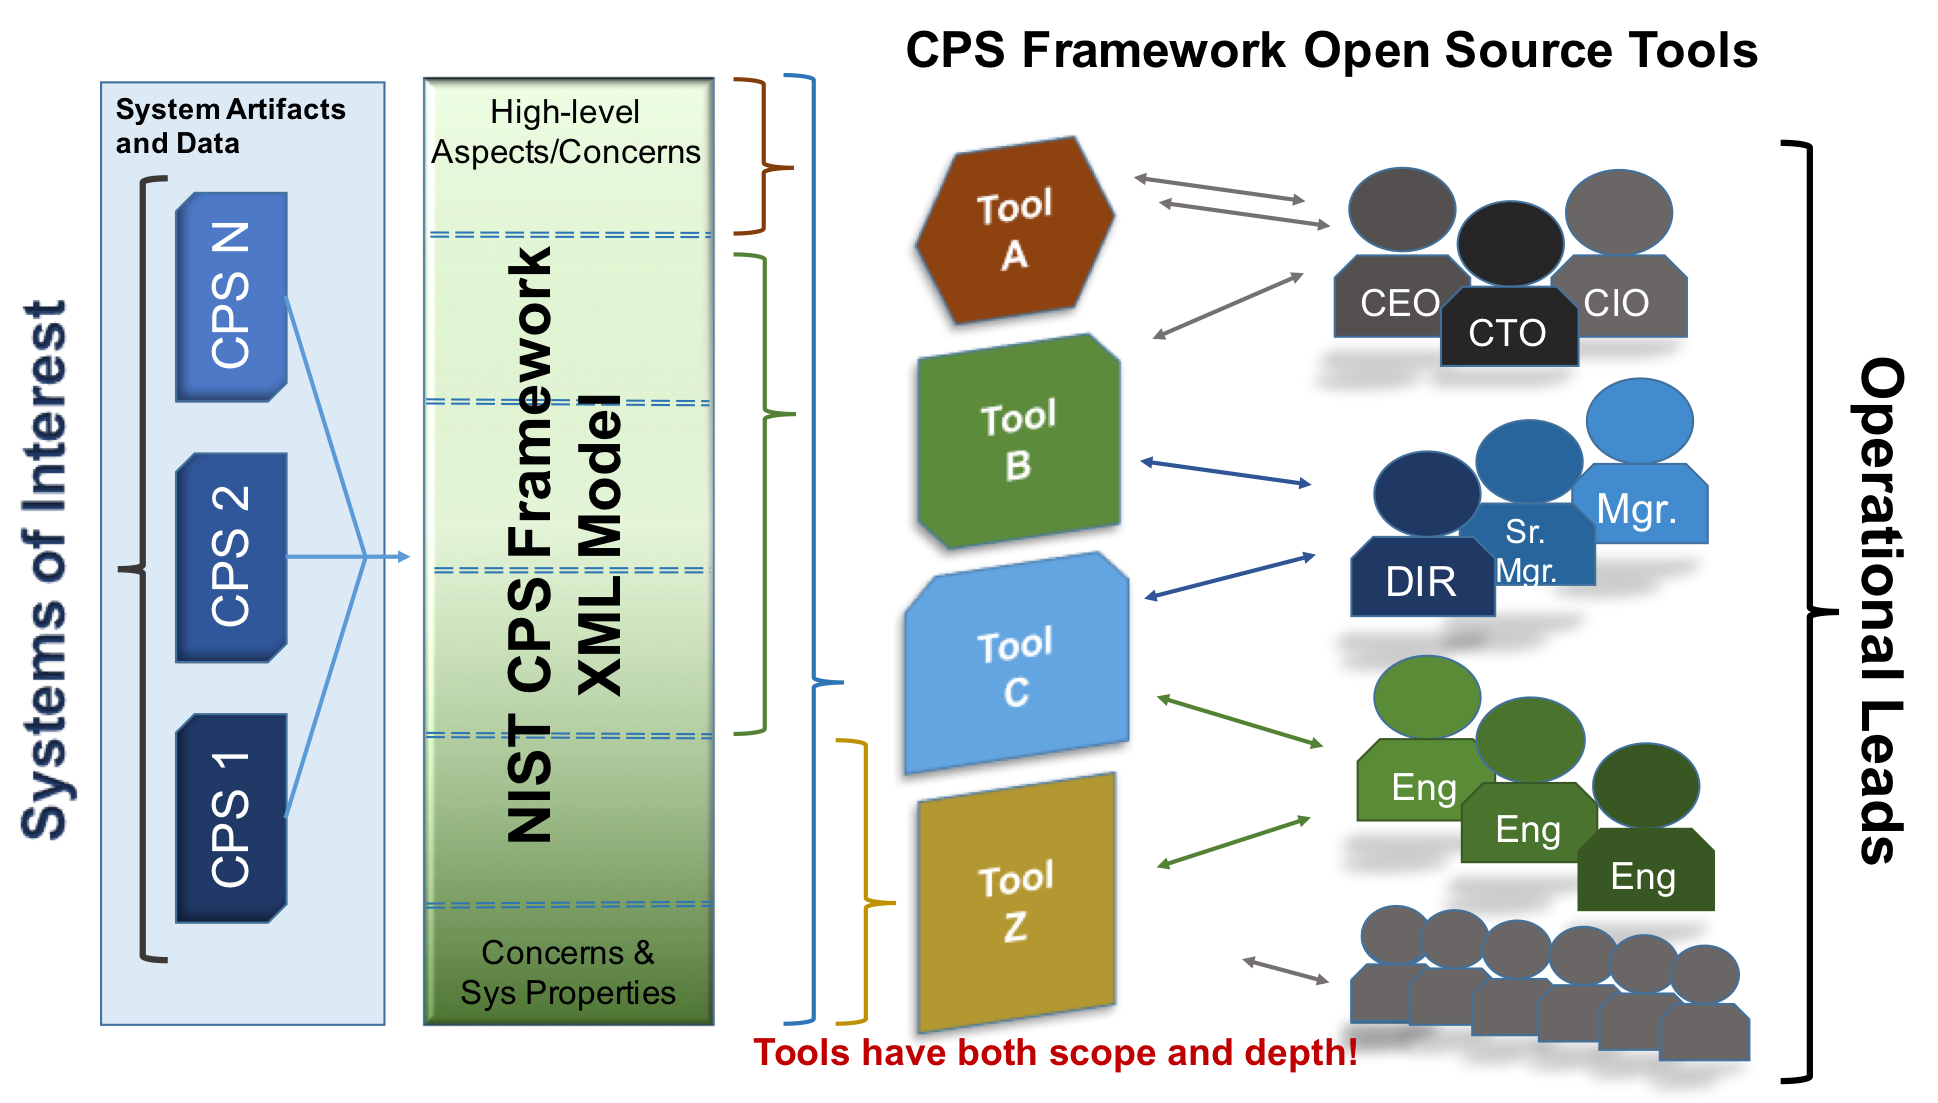 CPS Framework Open Source Tools
Systems of Interest
System Artifacts
and Data
CPS N
CPS 2
CPS 1
High-level
Aspects/Concerns
NIST CPS Framework
XML Model
Concerns &
Sys Properties
Tool
A
Tool
B
Tool
C
Tool
Z
Tools have both scope and depth!
CEO
CTO
CIO
DIR
Sr.
Mgr.
Mgr.
Eng
Eng
Eng
Operational Leads